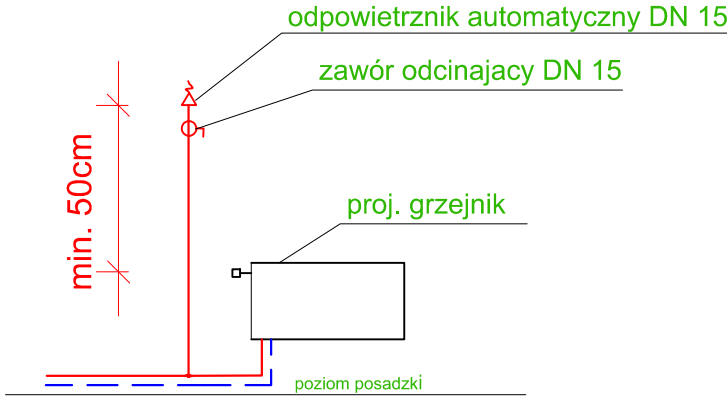 odpowietrznik automatyczny DN 15
zawór odcinajacy DN 15
min. 50cm
proj. grzejnik
poziom posadzki